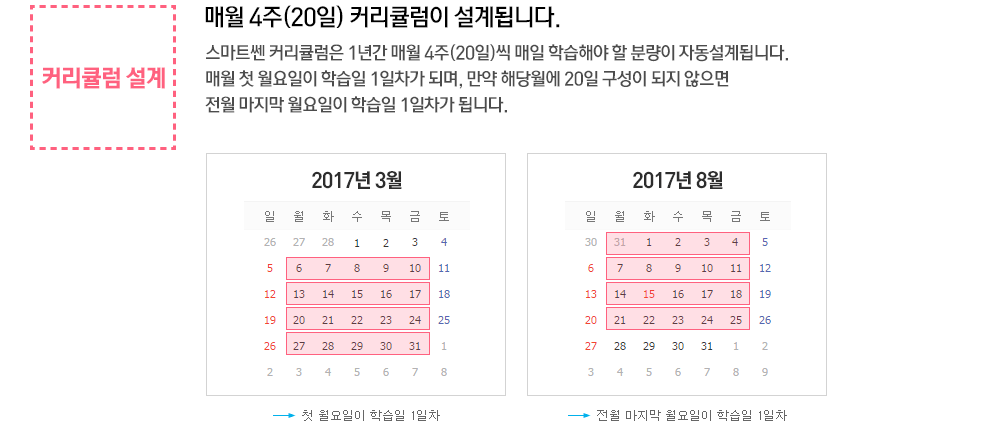 커리큘럼 설계
매월 4주(20일) 커리큘럼이 설계됩니다.
스마트쎈 커리큘럼은 1년간 매월 4주(20일)씩 매일 학습해야 할 분량이 자동설계됩니다.
매월 첫 월요일이 학습일 1일차가 되며, 만약 해당월에 20일 구성이 되지 않으면
전월 마지막 월요일이 학습일 1일차가 됩니다.
2017년 3월
일 월 화 수 목 금 토
26 27 28 1 2 3 4
5 6 7 8 9 10 11
12 13 14 15 16 17 18
19 20 21 22 23 24 25
26 27 28 29 30 31 1
2 3 4 5 6 7 8
첫 월요일이 학습일 1일차
2017년 8월
일 월 화 수 목 금 토
30 31 1 2 3 4 5
6 7 8 9 10 11 12
13 14 15 16 17 18 19
20 21 22 23 24 25 26
27 28 29 30 31 1 2
3 4 5 6 7 8 9
전월 마지막 월요일이 학습일 1일차